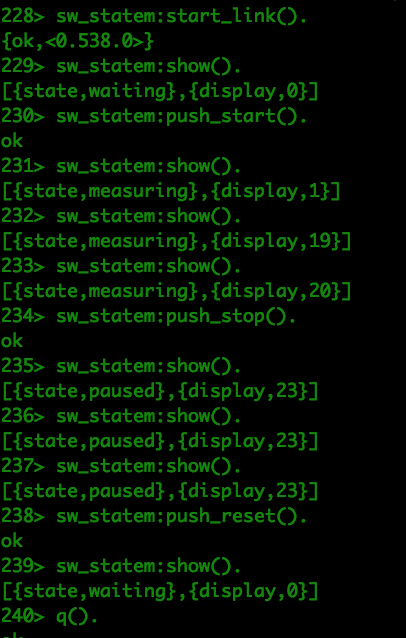 228> sw_statem:start_link().
{ok,<0.538.0>}
229> sw_statem:show().
[{state,waiting},{display,0}]
230> sw_statem:push_start().
ok
231> sw_statem:show().
[{state,measuring},{display,1}]
232> sw_statem:show().
[{state,measuring},{display,19}]
233> sw_statem:show().
[{state,measuring},{display,20}]
234> sw_statem:push_stop().
ok
235> sw_statem:show().
[{state,paused},{display,23}]
236> sw_statem:show().
[{state,paused},{display,23}]
237> sw_statem:show().
[{state,paused},{display,23}]
238> sw_statem:push_reset().
ok
239> sw_statem:show().
[{state,waiting},{display,0}]
240> q().